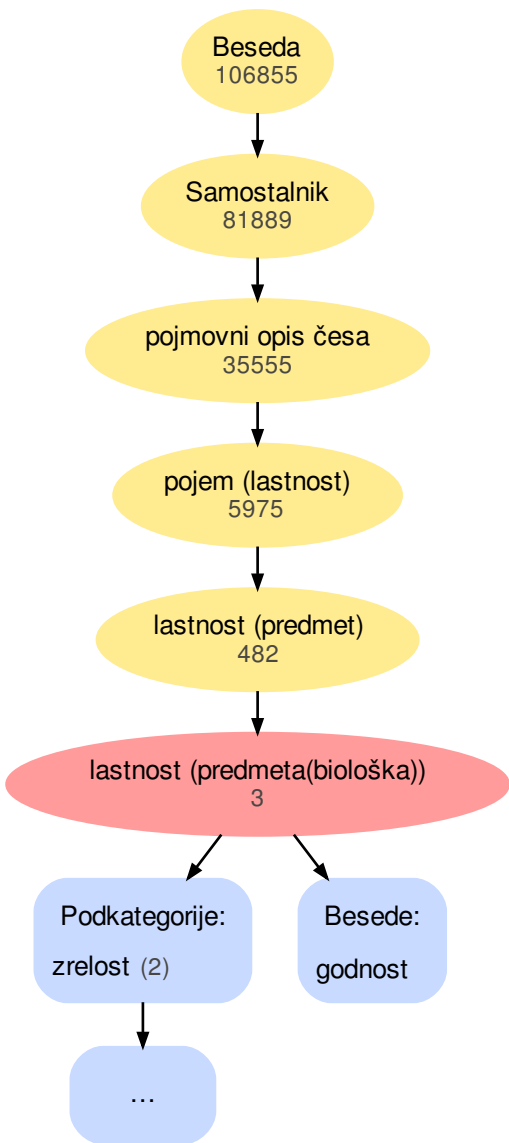 Beseda
106855
Samostalnik
81889
pojmovni opis česa
35555
pojem (lastnost)
5975
lastnost (predmet)
482
lastnost (predmeta(biološka))
3
Podkategorije:
zrelost (2)
Besede:
godnost
...